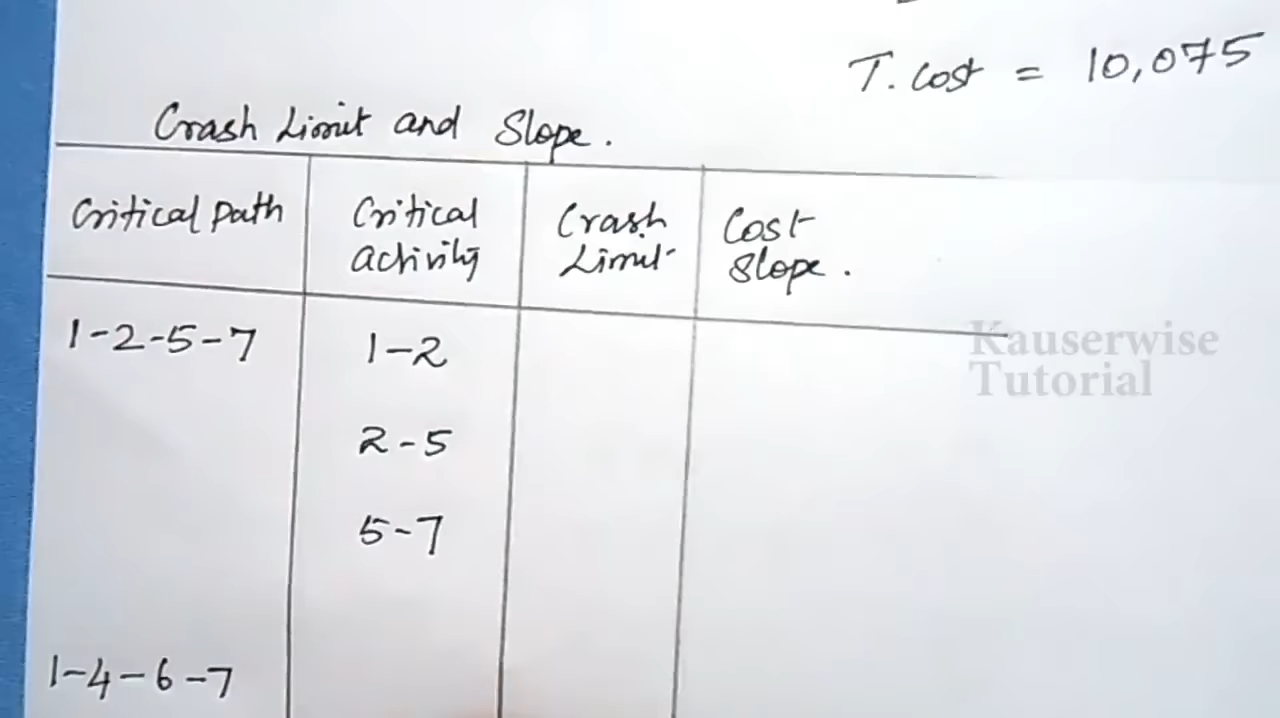 T. Cost = 10,075
Crash Limit and Slope.
Critical Path
Critical activity
Crash Limit
Cost Slope.
1-2-5-7
1-2
2-5
5-7
1-4-6-7
Kauserwise
Tutorial